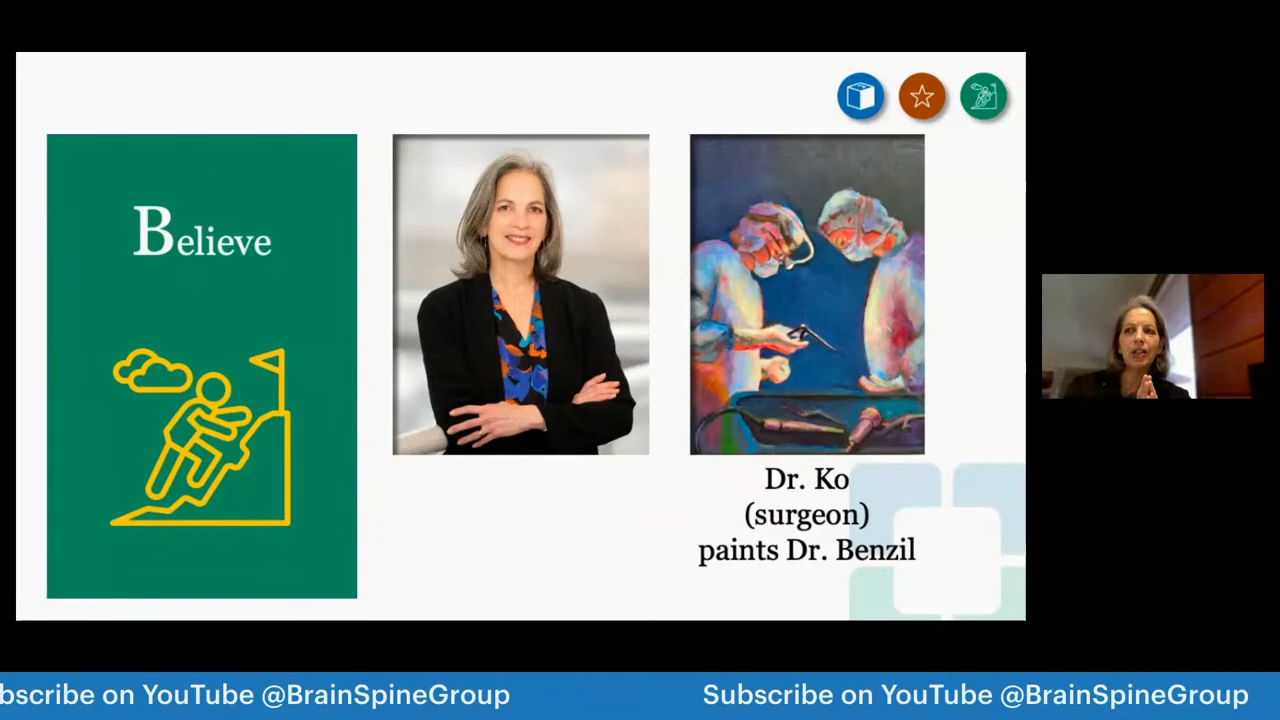 Believe
Dr. Ko
(surgeon)
paints Dr. Benzil
bscribe on YouTube @BrainSpineGroup
Subscribe on YouTube @BrainSpineGroup